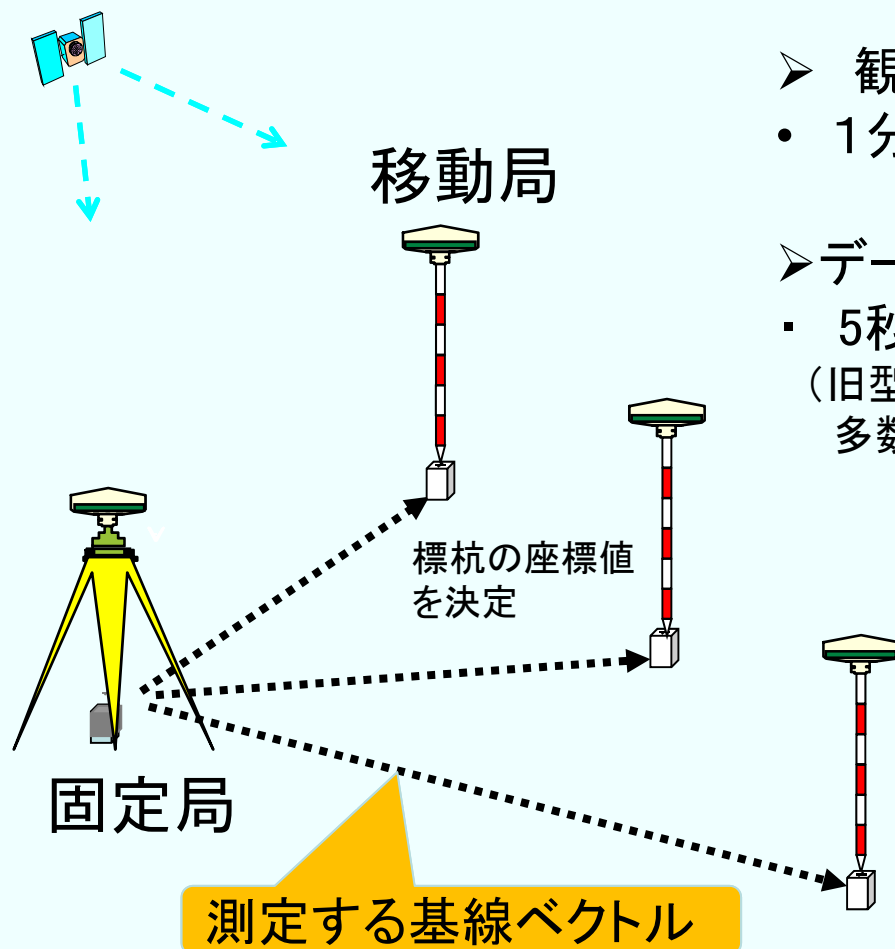 移動局
標杭の座標値
を決定
固定局
測定する基線ベクトル
➢ 観
• 1分
➢デー
▪ 5秒
(旧型
多数